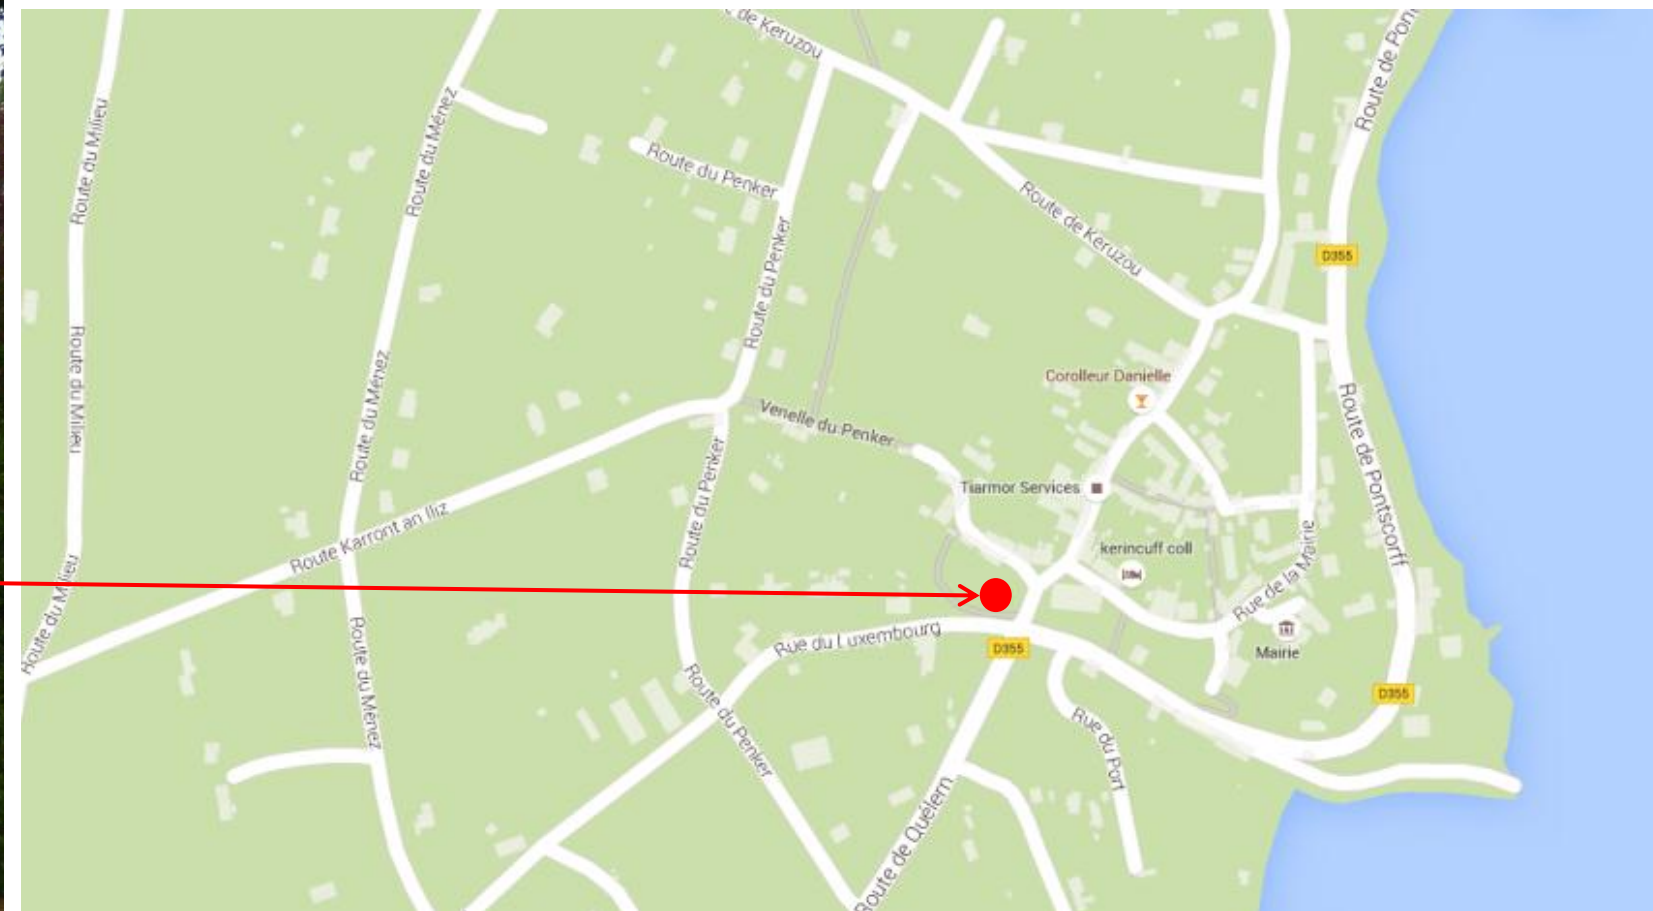 e de Keruzou
Route de Pon
Route du Milieu
Route du Ménez
Route du Penker
Route du Penker
Route de Keruzou
D355
Route du Milieu
Route du Ménez
Corolleur Danielle
Venelle du Penker
Route de Pontscorff
Route du Penker
Tiarmor Services
Route Karront an Iliz
kerincuff coll
Route du Milieu
Rue de la Mairie
Rue du Luxembourg
D355
Mairie
Route du Ménez
Route du Penker
D355
Rue du Port
Route de Quélern